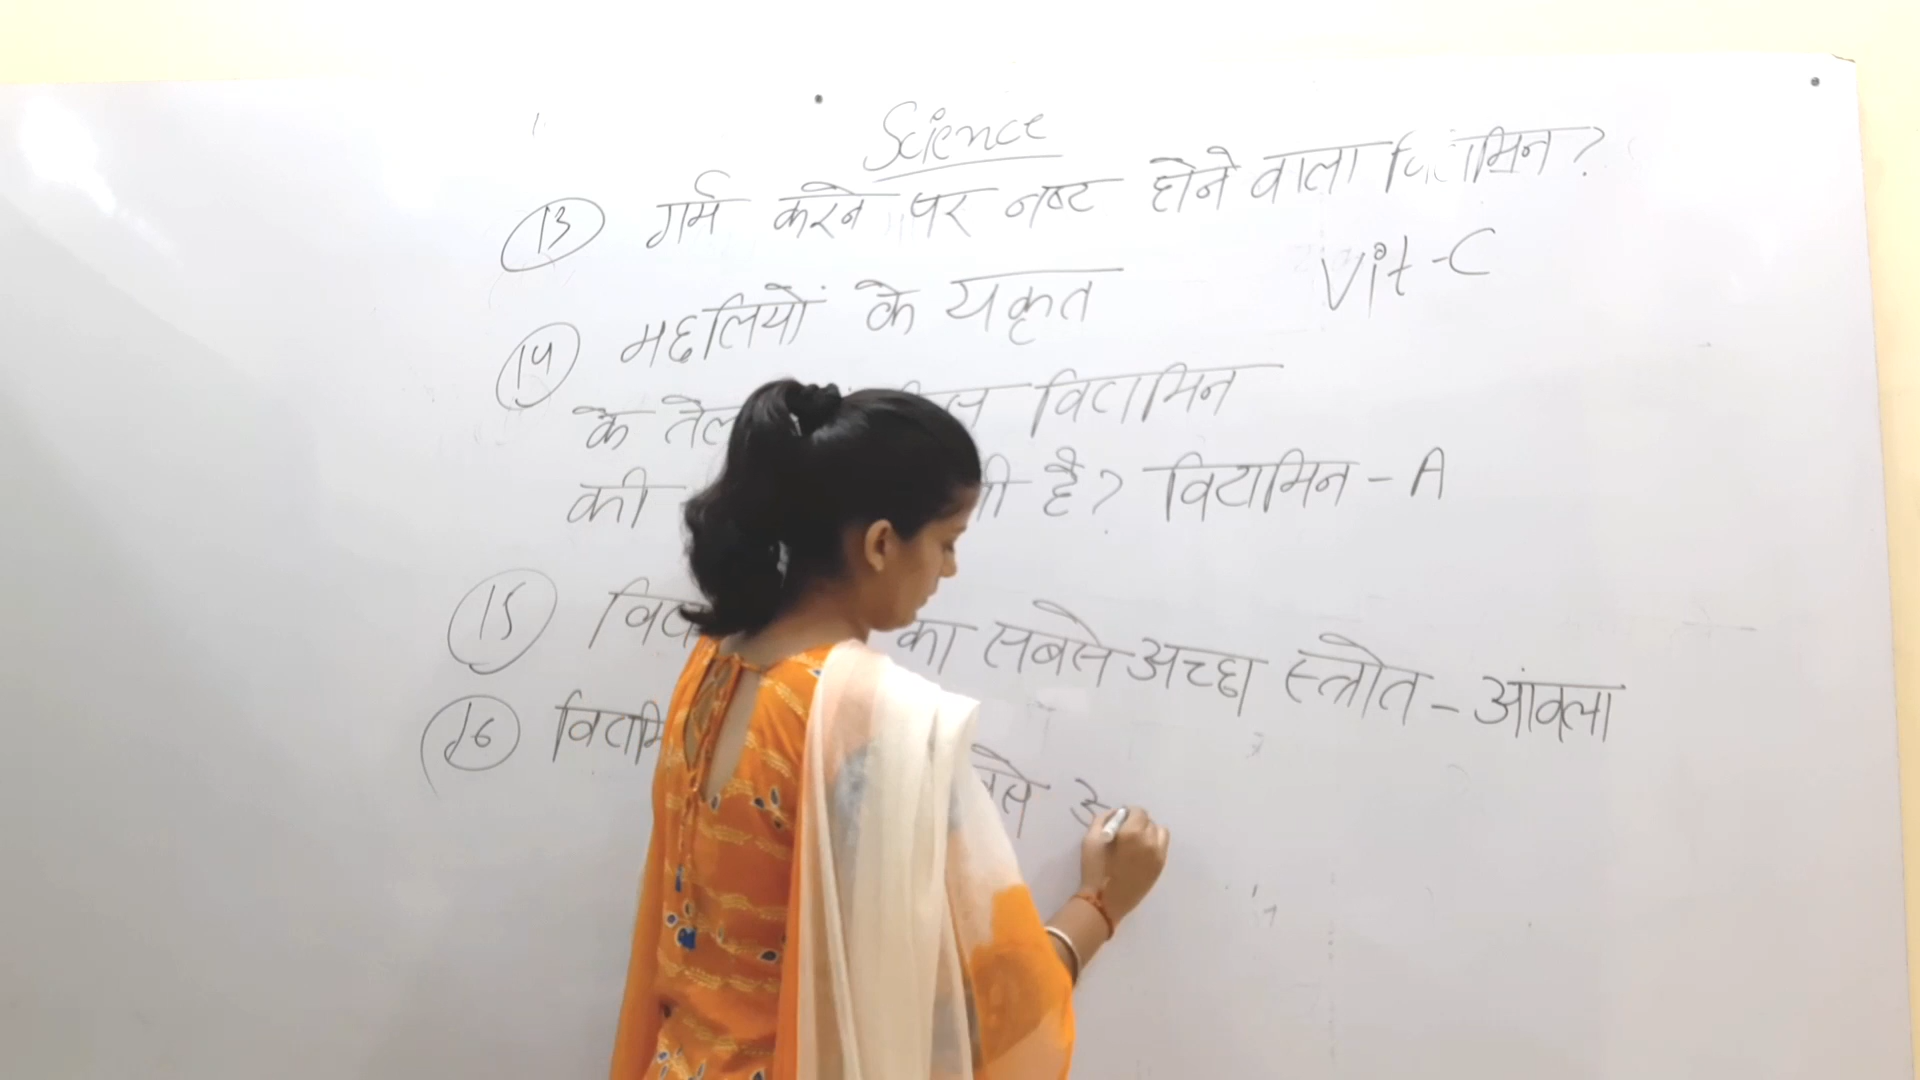 Science
(13) गर्म करने पर नष्ट होने वाला विटामिन?
Vit-C
(14) मछलियों के यकृत
के तेल विटामिन
की है? विटामिन - A
(15) का सबसे अच्छा स्त्रोत - आंवला
(16)